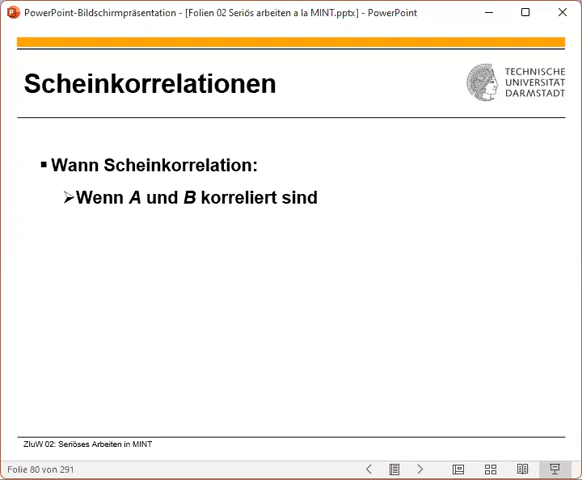 PowerPoint-Bildschirmpräsentation - [Folien 02 Seriös arbeiten a la MINT.pptx] - PowerPoint
Scheinkorrelationen
TECHNISCHE
UNIVERSITÄT
DARMSTADT
Wann Scheinkorrelation:
Wenn A und B korreliert sind
ZluW 02: Seriöses Arbeiten in MINT
Folie 80 von 291